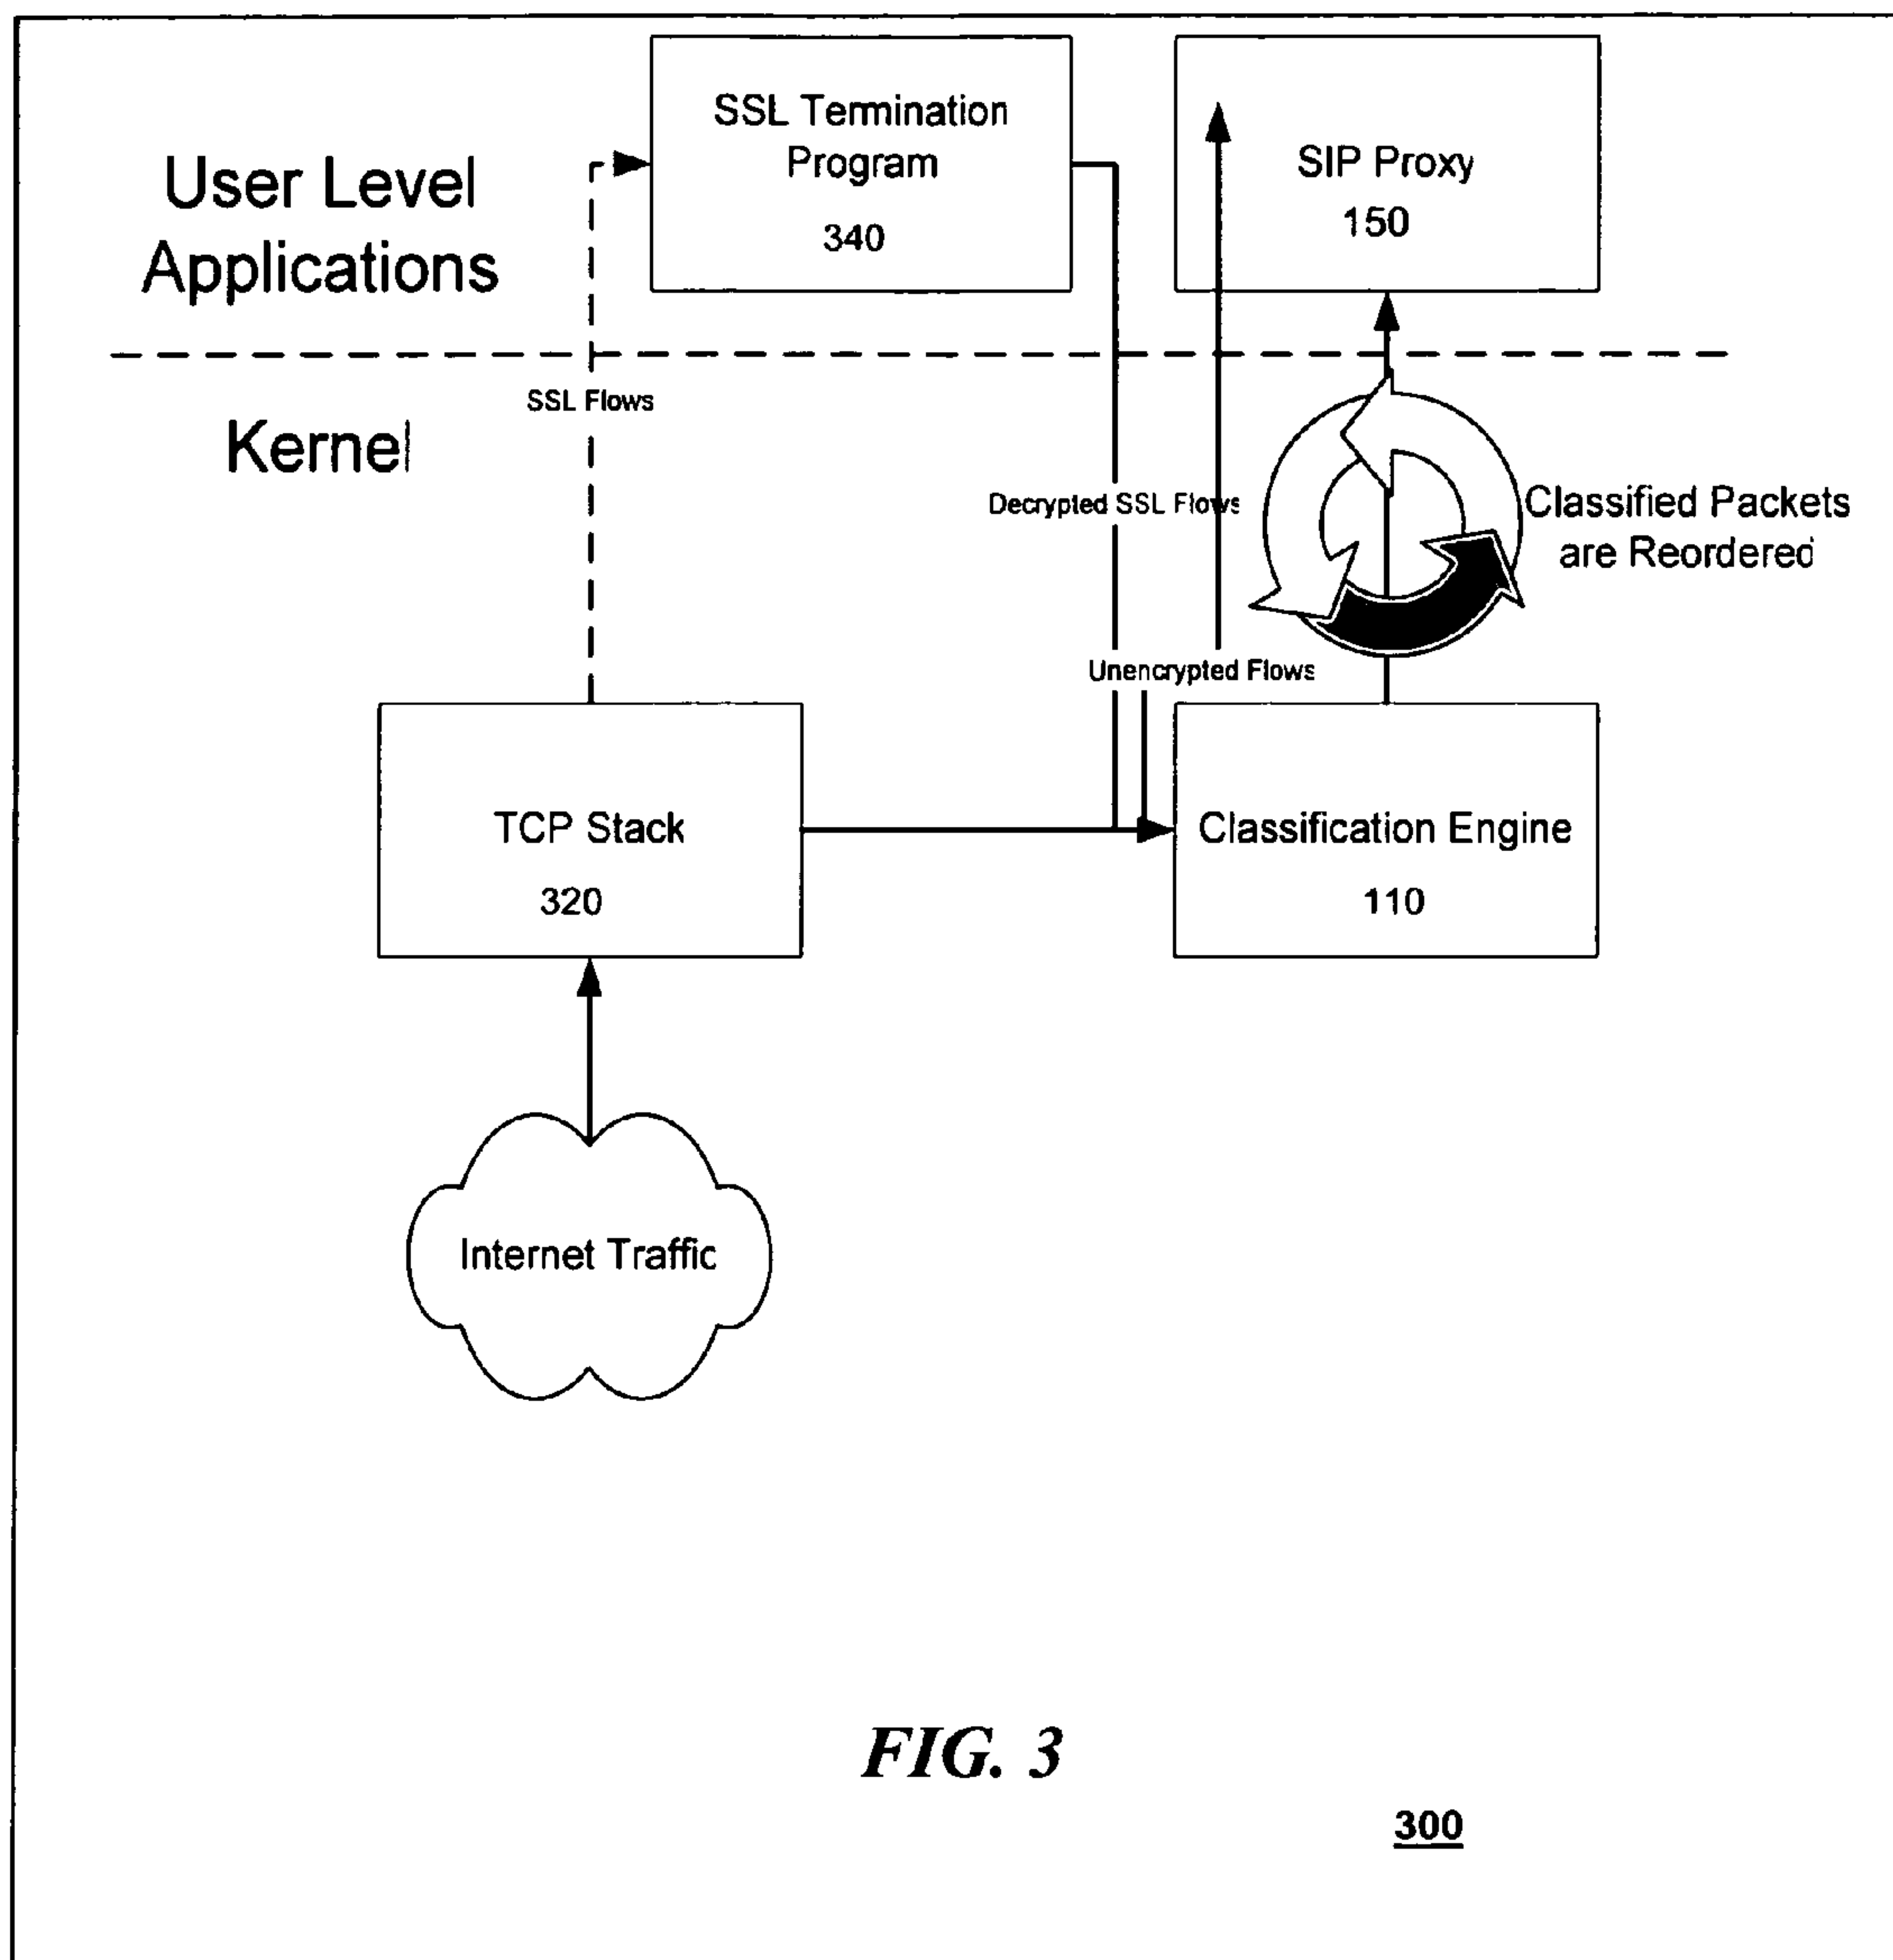 SSL Termination
Program
340
SIP Proxy
150
User Level
Applications
SSL Flows
Kernel
Decrypted SSL Flows
Classified Packets
are Reordered
Unencrypted Flows
TCP Stack
320
Classification Engine
110
Internet Traffic
FIG. 3
300